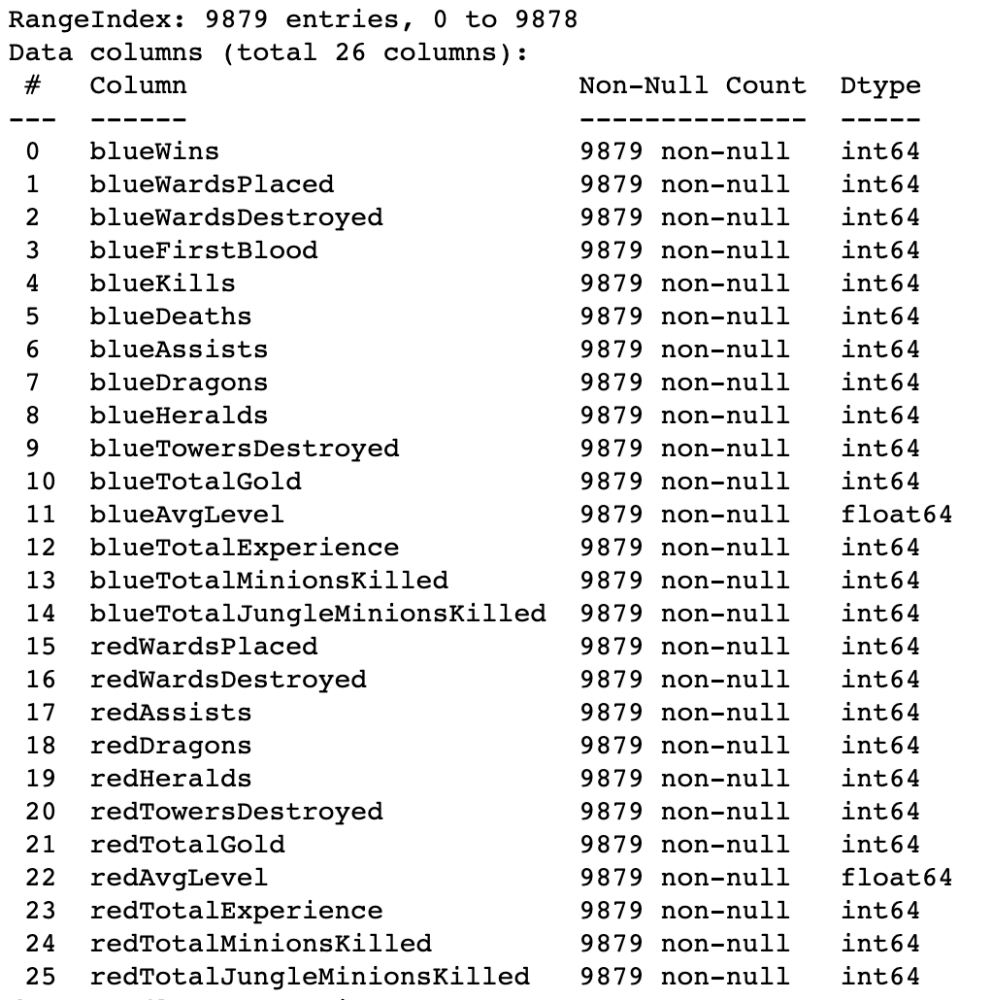 RangeIndex: 9879 entries, 0 to 9878
Data columns (total 26 columns):
 #   Column                        Non-Null Count  Dtype
---  ------                        --------------  -----
 0   blueWins                      9879 non-null   int64
 1   blueWardsPlaced               9879 non-null   int64
 2   blueWardsDestroyed            9879 non-null   int64
 3   blueFirstBlood                9879 non-null   int64
 4   blueKills                     9879 non-null   int64
 5   blueDeaths                    9879 non-null   int64
 6   blueAssists                   9879 non-null   int64
 7   blueDragons                   9879 non-null   int64
 8   blueHeralds                   9879 non-null   int64
 9   blueTowersDestroyed           9879 non-null   int64
 10  blueTotalGold                 9879 non-null   int64
 11  blueAvgLevel                  9879 non-null   float64
 12  blueTotalExperience           9879 non-null   int64
 13  blueTotalMinionsKilled        9879 non-null   int64
 14  blueTotalJungleMinionsKilled  9879 non-null   int64
 15  redWardsPlaced                9879 non-null   int64
 16  redWardsDestroyed             9879 non-null   int64
 17  redAssists                    9879 non-null   int64
 18  redDragons                    9879 non-null   int64
 19  redHeralds                    9879 non-null   int64
 20  redTowersDestroyed            9879 non-null   int64
 21  redTotalGold                  9879 non-null   int64
 22  redAvgLevel                   9879 non-null   float64
 23  redTotalExperience            9879 non-null   int64
 24  redTotalMinionsKilled         9879 non-null   int64
 25  redTotalJungleMinionsKilled   9879 non-null   int64